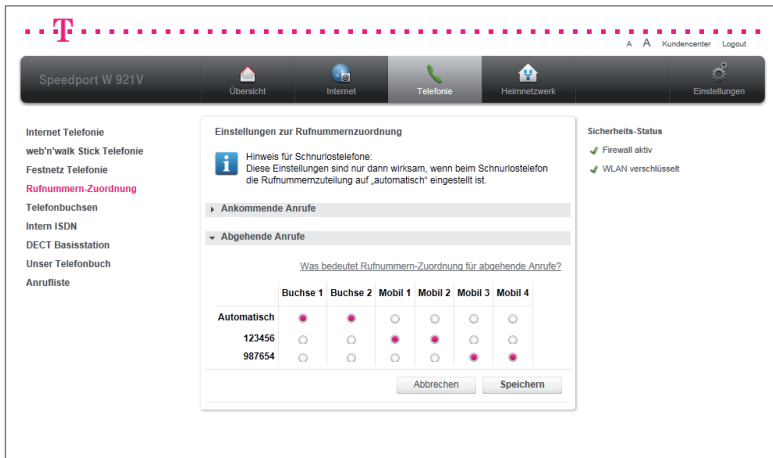 T
A A Kundencenter Logout
Speedport W 921V
Übersicht
Internet
Telefonie
Heimnetzwerk
Einstellungen
Internet Telefonie
web'n'walk Stick Telefonie
Festnetz Telefonie
Rufnummern-Zuordnung
Telefonbuchsen
Intern ISDN
DECT Basisstation
Unser Telefonbuch
Anrufliste
Einstellungen zur Rufnummernzuordnung
i
Hinweis für Schnurlostelefone:
Diese Einstellungen sind nur dann wirksam, wenn beim Schnurlostelefon
die Rufnummernzuteilung auf „automatisch" eingestellt ist.
Ankommende Anrufe
Abgehende Anrufe
Was bedeutet Rufnummern-Zuordnung für abgehende Anrufe?
Buchse 1 Buchse 2 Mobil 1 Mobil 2 Mobil 3 Mobil 4
Automatisch
123456
987654
Abbrechen Speichern
Sicherheits-Status
Firewall aktiv
WLAN verschlüsselt